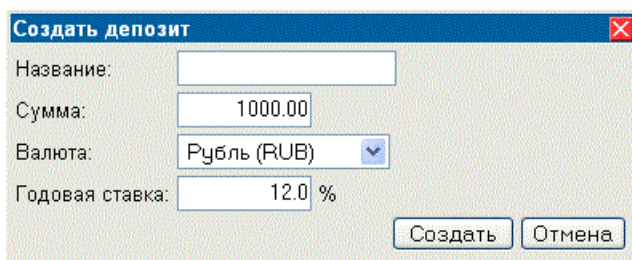 Создать депозит
Название:
Сумма: 1000.00
Валюта: Рубль (RUB)
Годовая ставка: 12.0 %
Создать Отмена